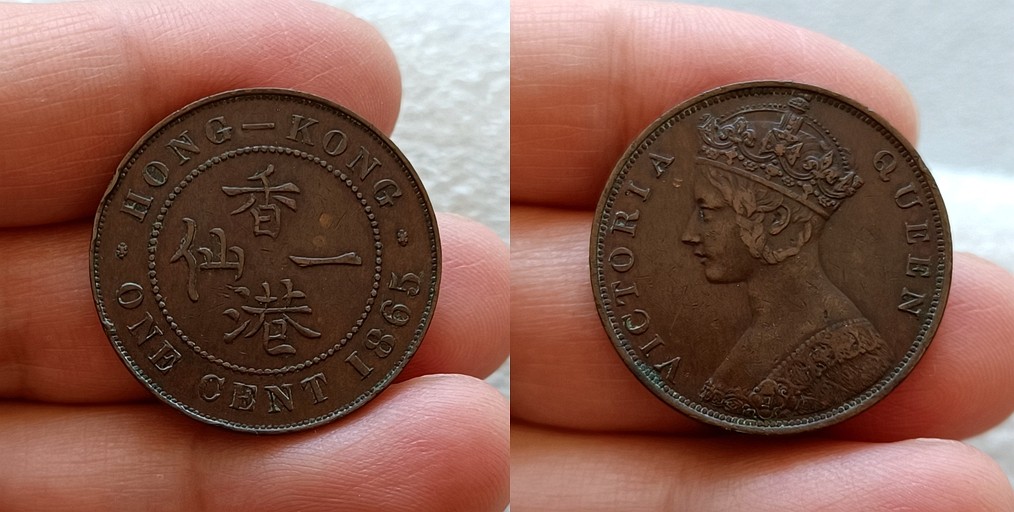 HONG–KONG
香港
一仙
ONE CENT 1865
VICTORIA QUEEN